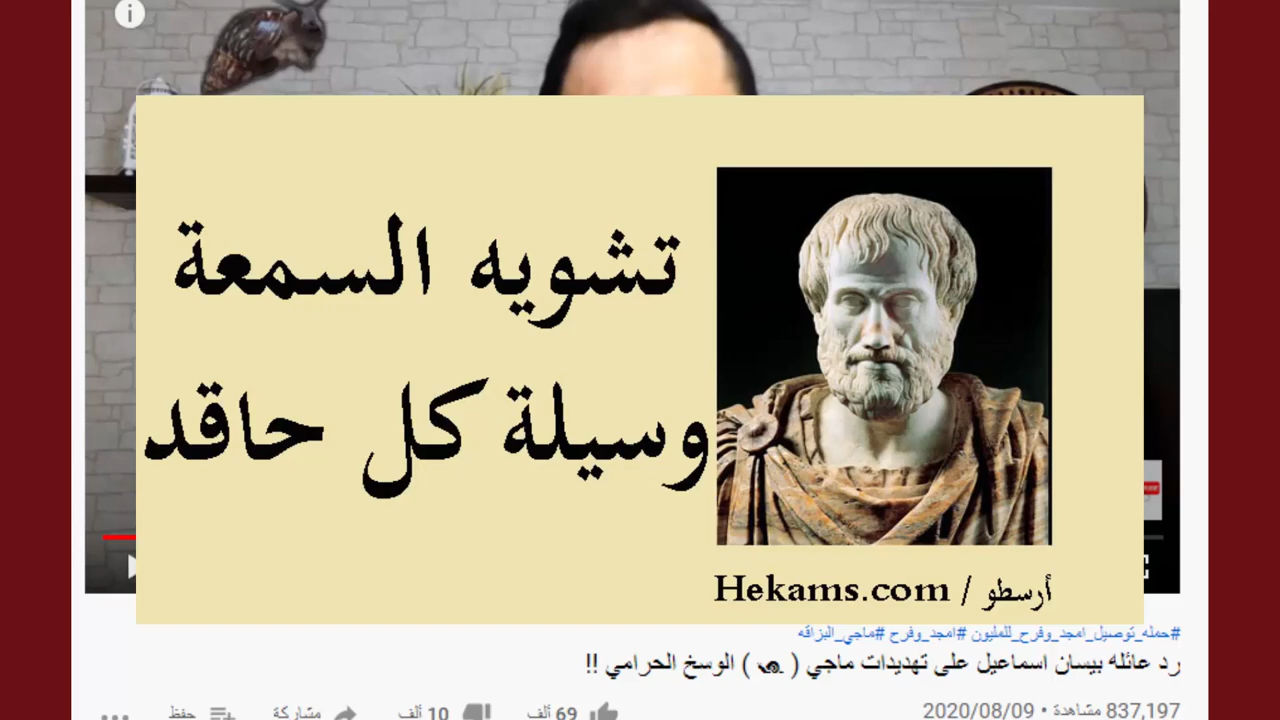 تشويه السمعة
وسيلة كل حاقد
أرسطو / Hekams.com
#حمله_توصيل_امجد_وفرح_للمليون #امجد_وفرح #ماجي_البزاقه
رد عائله بيسان اسماعيل على تهديدات ماجي ( 🐌 ) الوسخ الحرامي !!
837,197 مشاهدة • 2020/08/09
69 ألف
10 ألف
مشاركة
حفظ